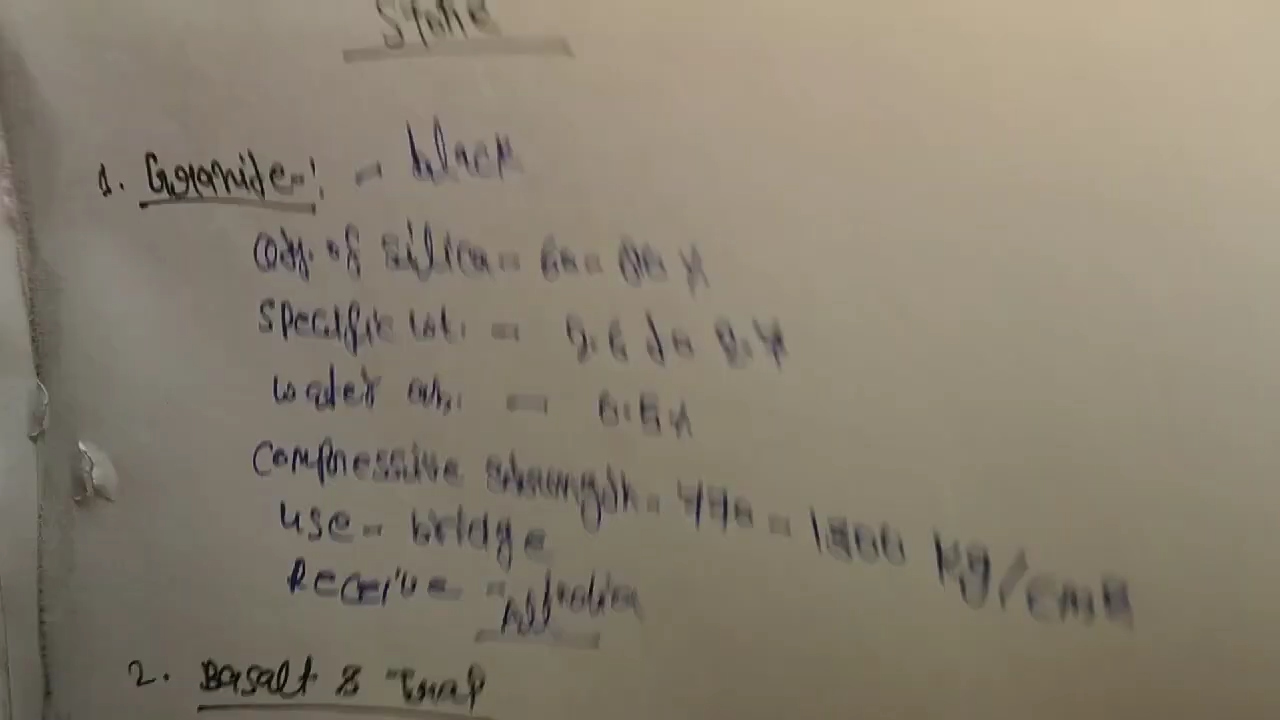 Stone
1. Granite-: - black
Qty. of silica = 60-80%
Specific wt. = 2.6 to 2.7
water ab. = 0.5%
compressive strength = 770 - 1300 kg/cm2
use - bridge
Receive -
2. Basalt & Trap